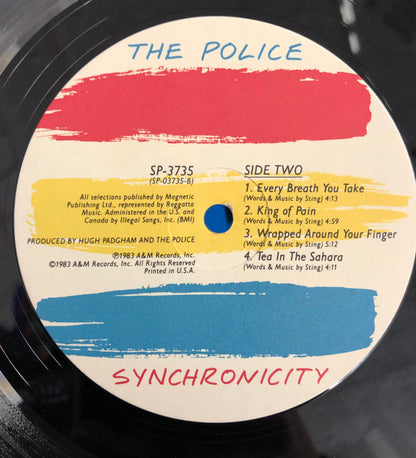 THE POLICE
SP-3735
(SP-03735-B)
All selections published by Magnetic
Publishing Ltd., represented by Reggatta
Music. Administered in the U.S. and
Canada by Illegal Songs, Inc. (BMI)
PRODUCED BY HUGH PADGHAM AND THE POLICE
℗1983 A&M Records, Inc.
©1983 A&M Records, Inc. All Rights Reserved
Printed in U.S.A.
SIDE TWO
1. Every Breath You Take
(Words & Music by Sting) 4:13
2. King of Pain
(Words & Music by Sting) 4:59
3. Wrapped Around Your Finger
(Words & Music by Sting) 5:12
4. Tea In The Sahara
(Words & Music by Sting) 4:11
SYNCHRONICITY